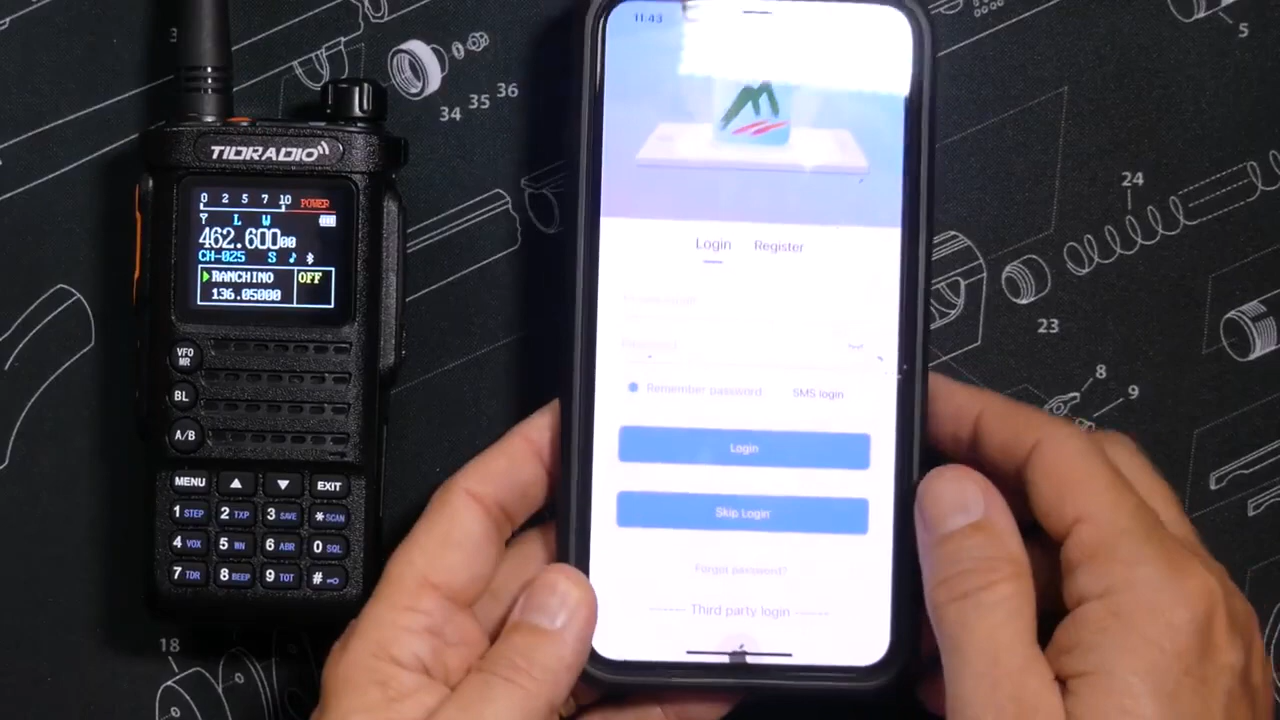 TIDRADIO
0 2 5 7 10 POWER
L W
462.60000
CH-025 S
RANCHINO OFF
136.05000
VFO
MR
BL
A/B
MENU ▲ ▼ EXIT
1 STEP 2 TXP 3 SAVE * SCAN
4 VOX 5 WN 6 ABR 0 SQL
7 TDR 8 BEEP 9 TOT #
11:43
Login Register
Remember password SMS login
Login
Skip Login
Forgot password?
Third party login
3
34 35 36
5
24
23
8
9
18